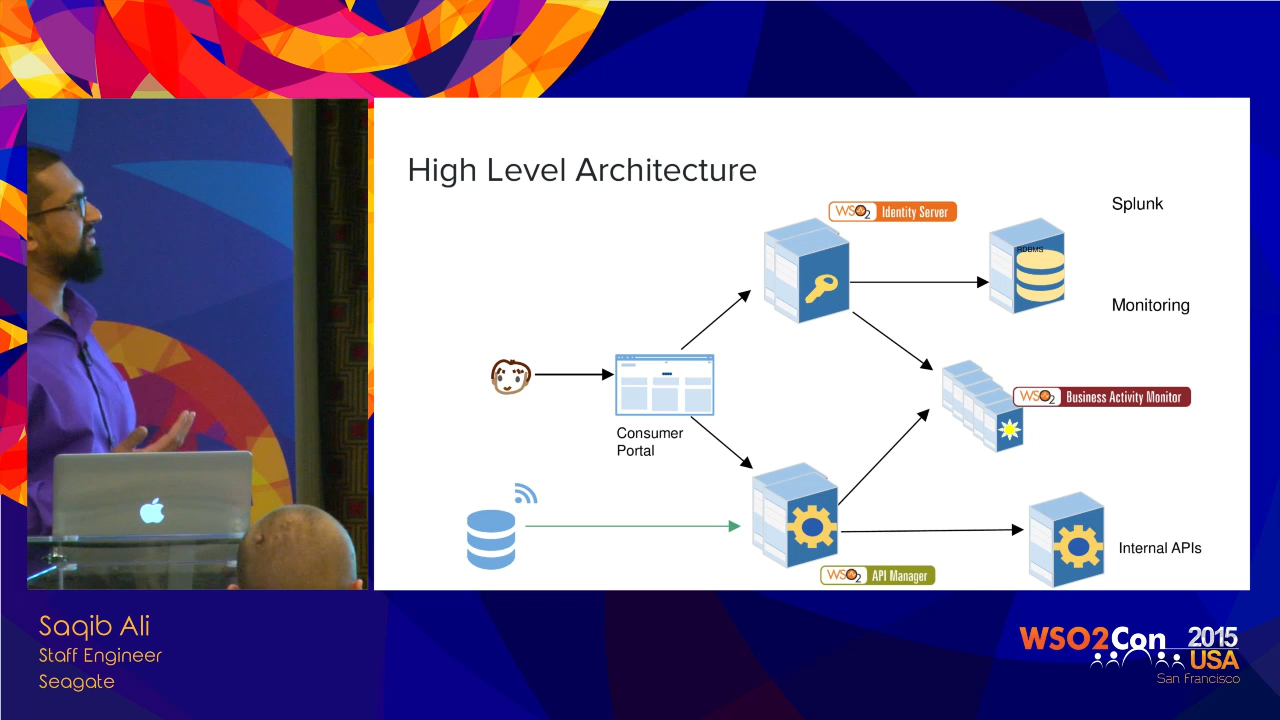 High Level Architecture
WSO2 Identity Server
Splunk
RDBMS
Monitoring
WSO2 Business Activity Monitor
Consumer
Portal
Internal APIs
WSO2 API Manager
Saqib Ali
Staff Engineer
Seagate
WSO2Con 2015
USA
San Francisco